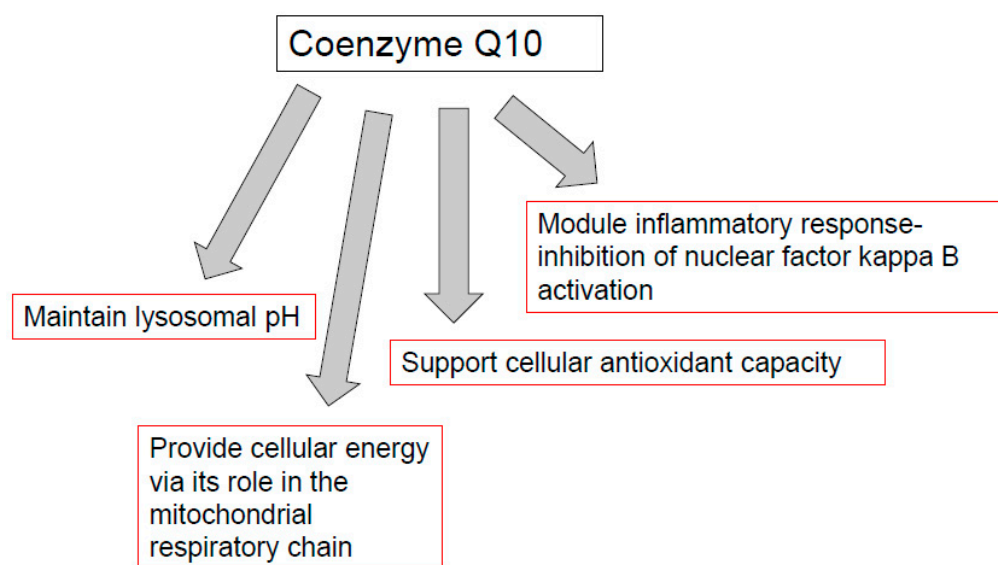 Coenzyme Q10
Module inflammatory response-
inhibition of nuclear factor kappa B
activation
Maintain lysosomal pH
Support cellular antioxidant capacity
Provide cellular energy
via its role in the
mitochondrial
respiratory chain